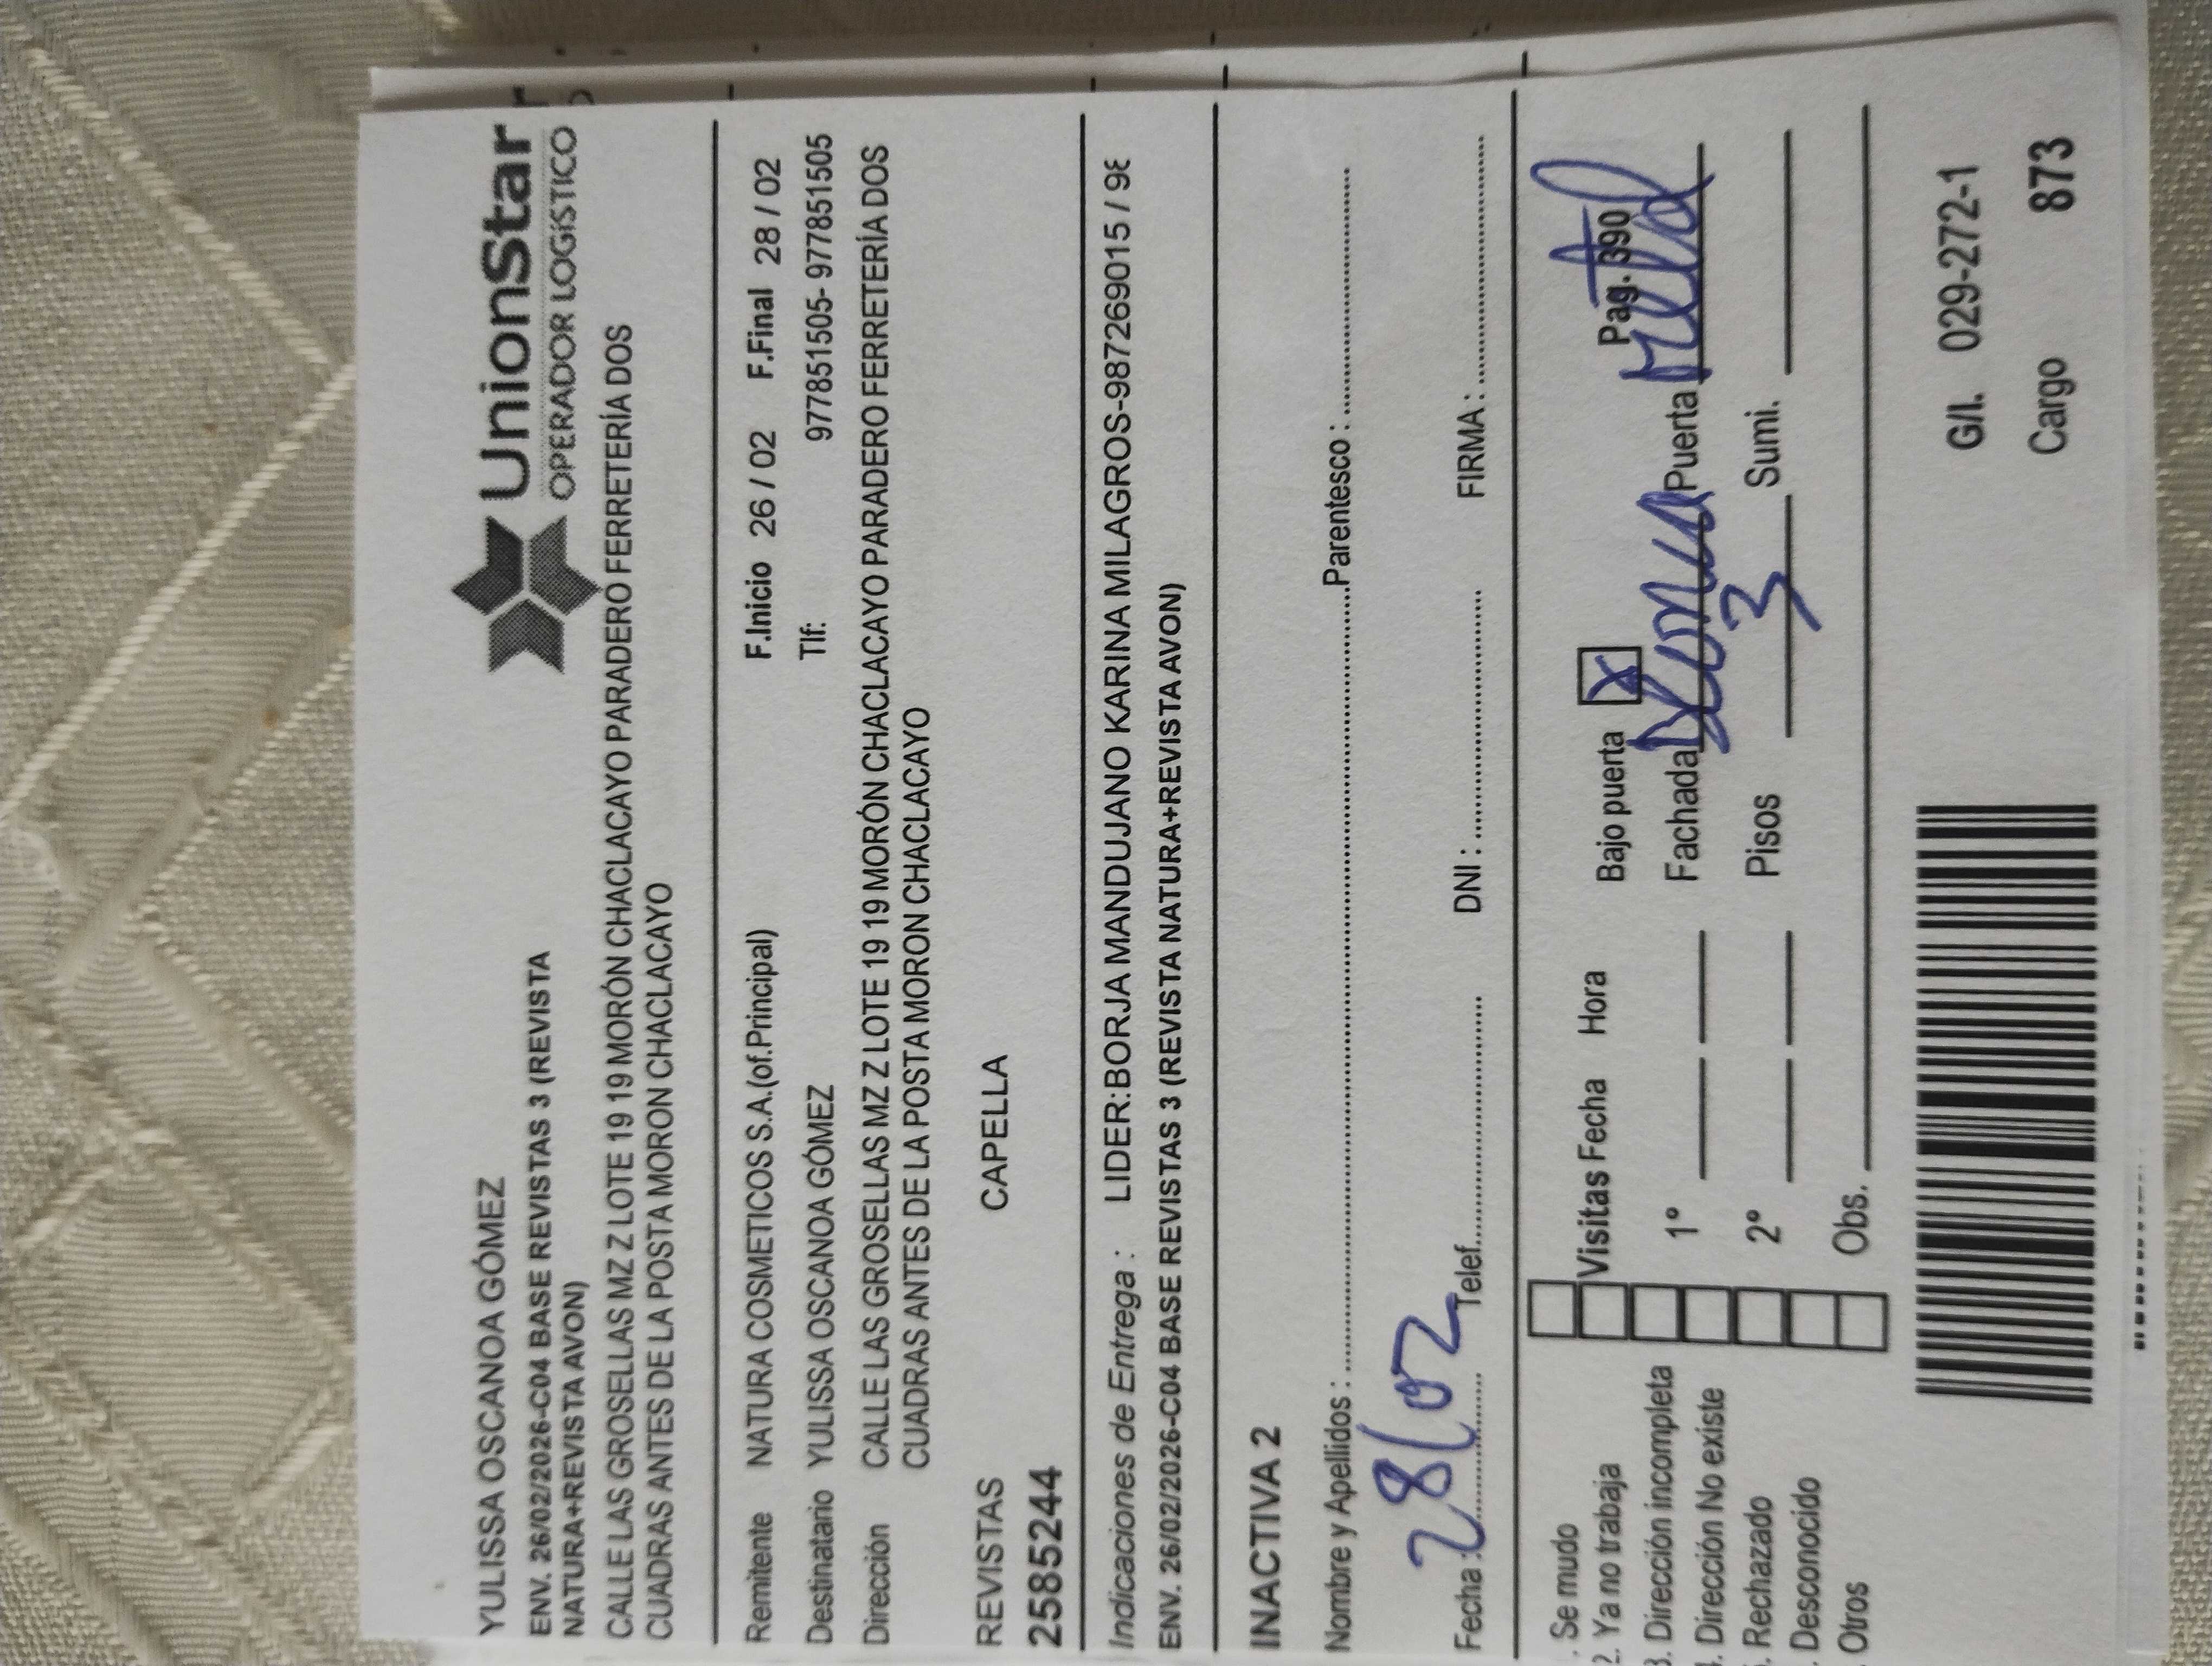 UnionStar
OPERADOR LOGÍSTICO
YULISSA OSCANOA GÓMEZ
ENV. 26/02/2026-C04 BASE REVISTAS 3 (REVISTA
NATURA+REVISTA AVON)
CALLE LAS GROSELLAS MZ Z LOTE 19 19 MORÓN CHACLACAYO PARADERO FERRETERÍA DOS
CUADRAS ANTES DE LA POSTA MORON CHACLACAYO
Remitente NATURA COSMETICOS S.A.(of.Principal) F.Inicio 26 / 02 F.Final 28 / 02
Destinatario YULISSA OSCANOA GÓMEZ Tlf: 977851505- 977851505
Dirección CALLE LAS GROSELLAS MZ Z LOTE 19 19 MORÓN CHACLACAYO PARADERO FERRETERÍA DOS
CUADRAS ANTES DE LA POSTA MORON CHACLACAYO
REVISTAS CAPELLA
25885244
Indicaciones de Entrega : LIDER:BORJA MANDUJANO KARINA MILAGROS-987269015 / 98
ENV. 26/02/2026-C04 BASE REVISTAS 3 (REVISTA NATURA+REVISTA AVON)
INACTIVA 2
Nombre y Apellidos : Parentesco :
Fecha : 28/02 Telef. DNI : FIRMA :
. Se mudo
2. Ya no trabaja
3. Dirección incompleta
4. Dirección No existe
. Rechazado
. Desconocido
. Otros
Visitas Fecha Hora Bajo puerta X Pag. 390
1º Fachada Blanca Puerta Metal
2º Pisos 3 Sumi.
Obs.
G/I. 029-272-1
Cargo 873